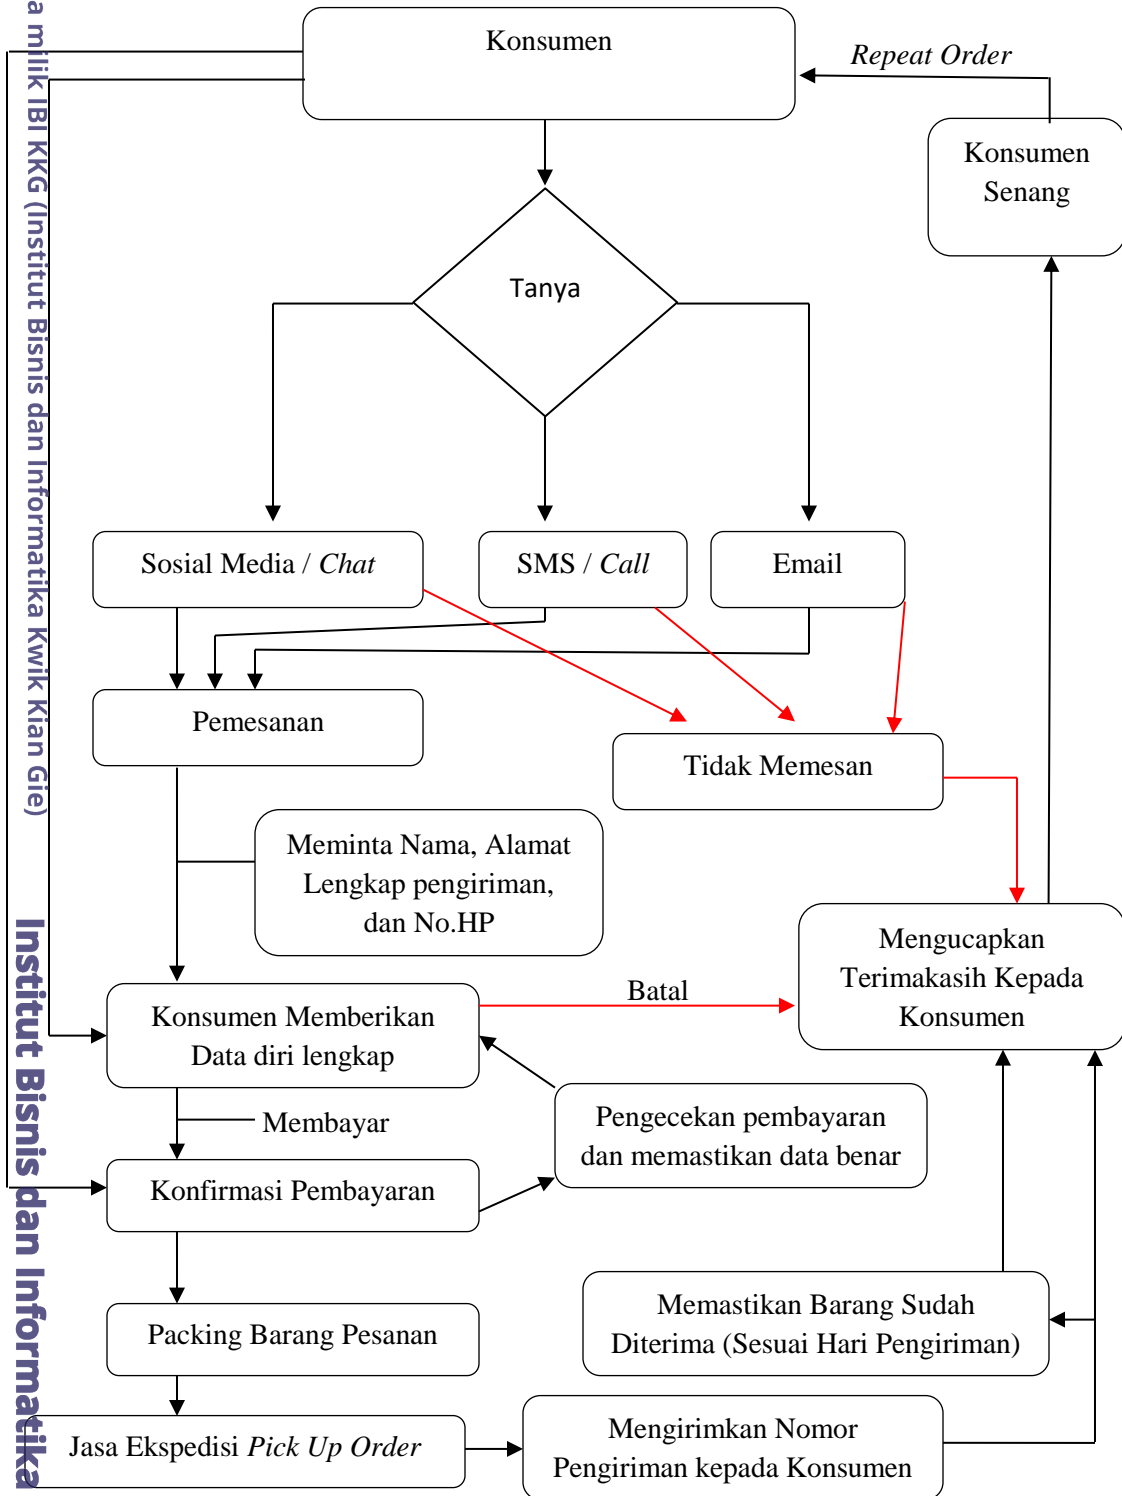 Konsumen
Repeat Order
Konsumen
Senang
Tanya
Sosial Media / Chat
SMS / Call
Email
Pemesanan
Tidak Memesan
Meminta Nama, Alamat
Lengkap pengiriman,
dan No.HP
Mengucapkan
Terimakasih Kepada
Konsumen
Batal
Konsumen Memberikan
Data diri lengkap
Membayar
Pengecekan pembayaran
dan memastikan data benar
Konfirmasi Pembayaran
Memastikan Barang Sudah
Diterima (Sesuai Hari Pengiriman)
Packing Barang Pesanan
Jasa Ekspedisi Pick Up Order
Mengirimkan Nomor
Pengiriman kepada Konsumen
milik IBI KKG (Institut Bisnis dan Informatika Kwik Kian Gie)
Institut Bisnis dan Informatika